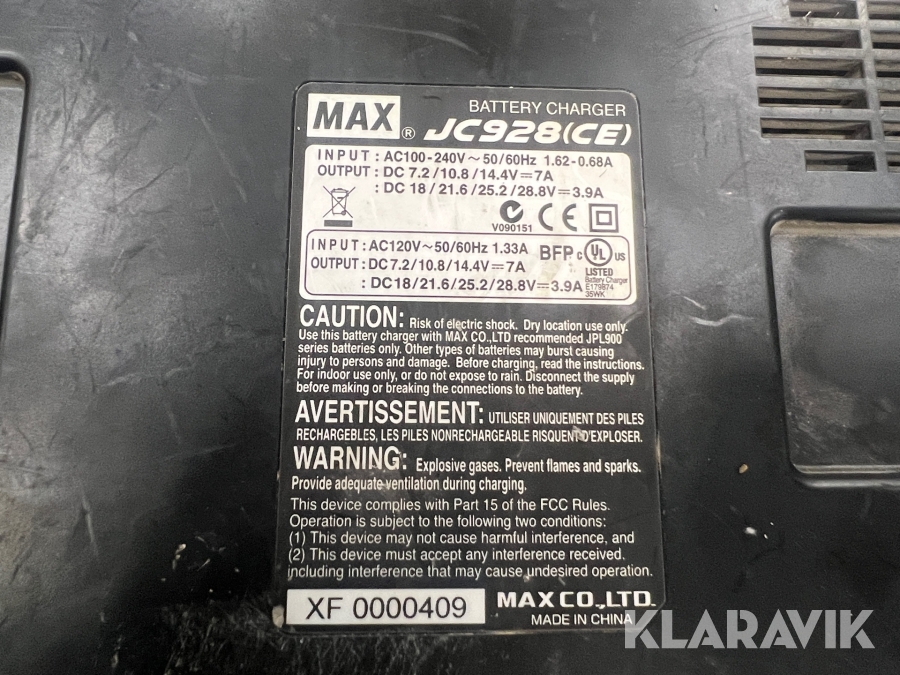 MAX® BATTERY CHARGER
JC928(CE)
INPUT : AC100-240V～50/60Hz 1.62-0.68A
OUTPUT : DC 7.2/10.8/14.4V⎓7A
: DC 18/21.6/25.2/28.8V⎓3.9A
V090151
CE
INPUT : AC120V～50/60Hz 1.33A
OUTPUT : DC7.2/10.8/14.4V⎓7A
: DC18/21.6/25.2/28.8V⎓3.9A
BFP c UL US
LISTED
Battery Charger
E179874
35WK
CAUTION: Risk of electric shock. Dry location use only.
Use this battery charger with MAX CO.,LTD recommended JPL900
series batteries only. Other types of batteries may burst causing
injury to persons and damage. Before charging, read the instructions.
For indoor use only, or do not expose to rain. Disconnect the supply
before making or breaking the connections to the battery.
AVERTISSEMENT: UTILISER UNIQUEMENT DES PILES
RECHARGEABLES, LES PILES NONRECHARGEABLE RISQUENT D'EXPLOSER.
WARNING: Explosive gases. Prevent flames and sparks.
Provide adequate ventilation during charging.
This device complies with Part 15 of the FCC Rules.
Operation is subject to the following two conditions:
(1) This device may not cause harmful interference, and
(2) This device must accept any interference received.
including interference that may cause undesired operation.
XF 0000409
MAX CO.,LTD.
MADE IN CHINA
KLARAVIK